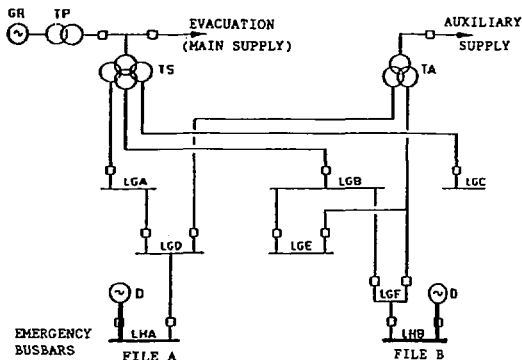 GR TP EVACUATION AUXILIARY
(MAIN SUPPLY) SUPPLY
TS TA
LGA LGB LGC
LGD LGE
D LGF D
EMERGENCY LHA LHB
BUSBARS FILE A FILE B